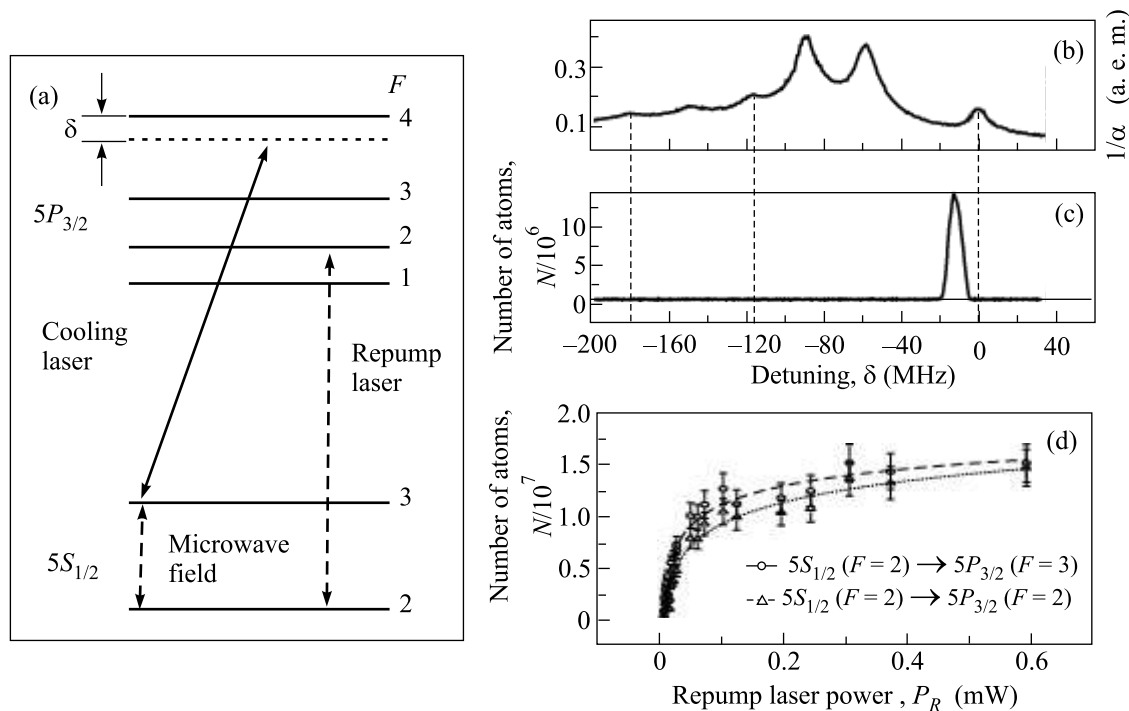 (a)
F
4
δ
3
5P3/2
2
1
Cooling
laser
Repump
laser
3
Microwave
field
5S1/2
2
(b)
0.3
0.1
1/α (a. e. m.)
(c)
Number of atoms,
N/10^6
10
5
0
–200 –160 –120 –80 –40 0 40
Detuning, δ (MHz)
(d)
Number of atoms,
N/10^7
2.0
1.5
1.0
0.5
0
5S1/2 (F = 2) → 5P3/2 (F = 3)
5S1/2 (F = 2) → 5P3/2 (F = 2)
0 0.2 0.4 0.6
Repump laser power , PR (mW)